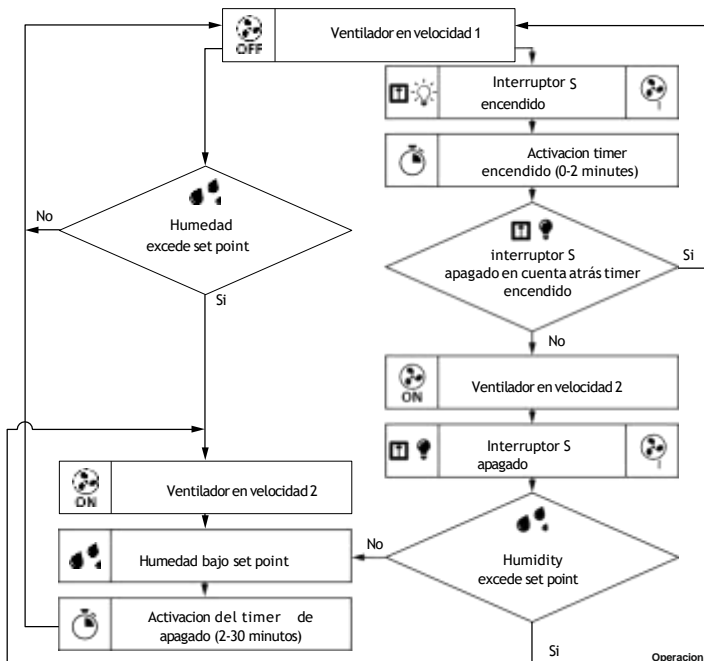 OFF
Ventilador en velocidad 1
Interruptor S
encendido
Activacion timer
encendido (0-2 minutes)
No
Humedad
excede set point
Si
interruptor S
apagado en cuenta atrás timer
encendido
Si
No
ON
Ventilador en velocidad 2
Interruptor S
apagado
ON
Ventilador en velocidad 2
Humedad bajo set point
No
Humidity
excede set point
Activacion del timer de
apagado (2-30 minutos)
Si
Operacion